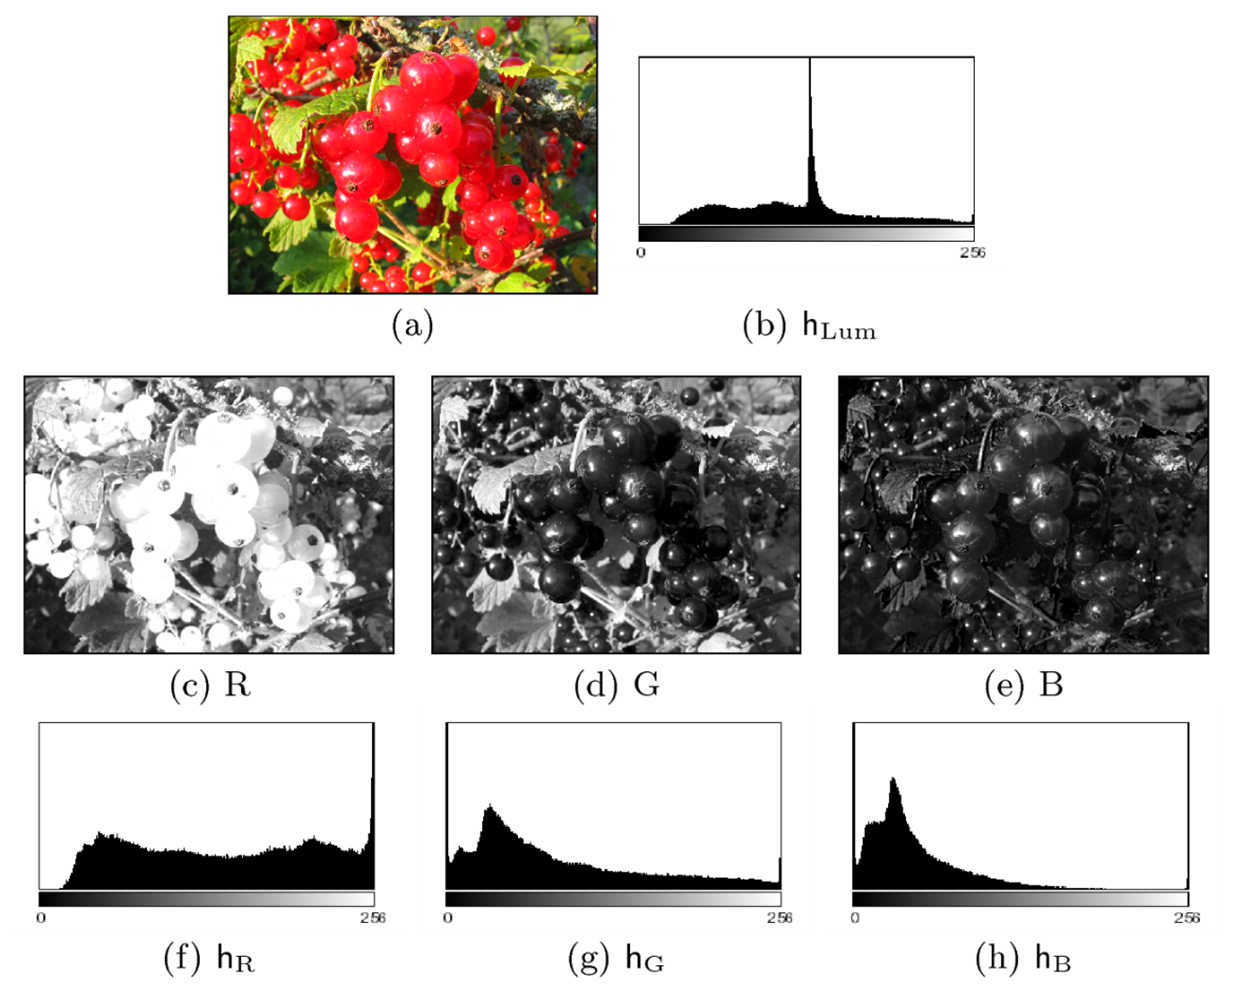 0 256
(a) (b) hLum
(c) R (d) G (e) B
0 256 0 256 0 256
(f) hR (g) hG (h) hB